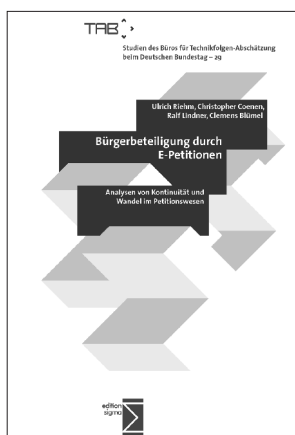 TAB
Studien des Büros für Technikfolgen-Abschätzung
beim Deutschen Bundestag – 29
Ulrich Riehm, Christopher Coenen,
Ralf Lindner, Clemens Blümel
Bürgerbeteiligung durch
E-Petitionen
Analysen von Kontinuität und
Wandel im Petitionswesen
edition
sigma